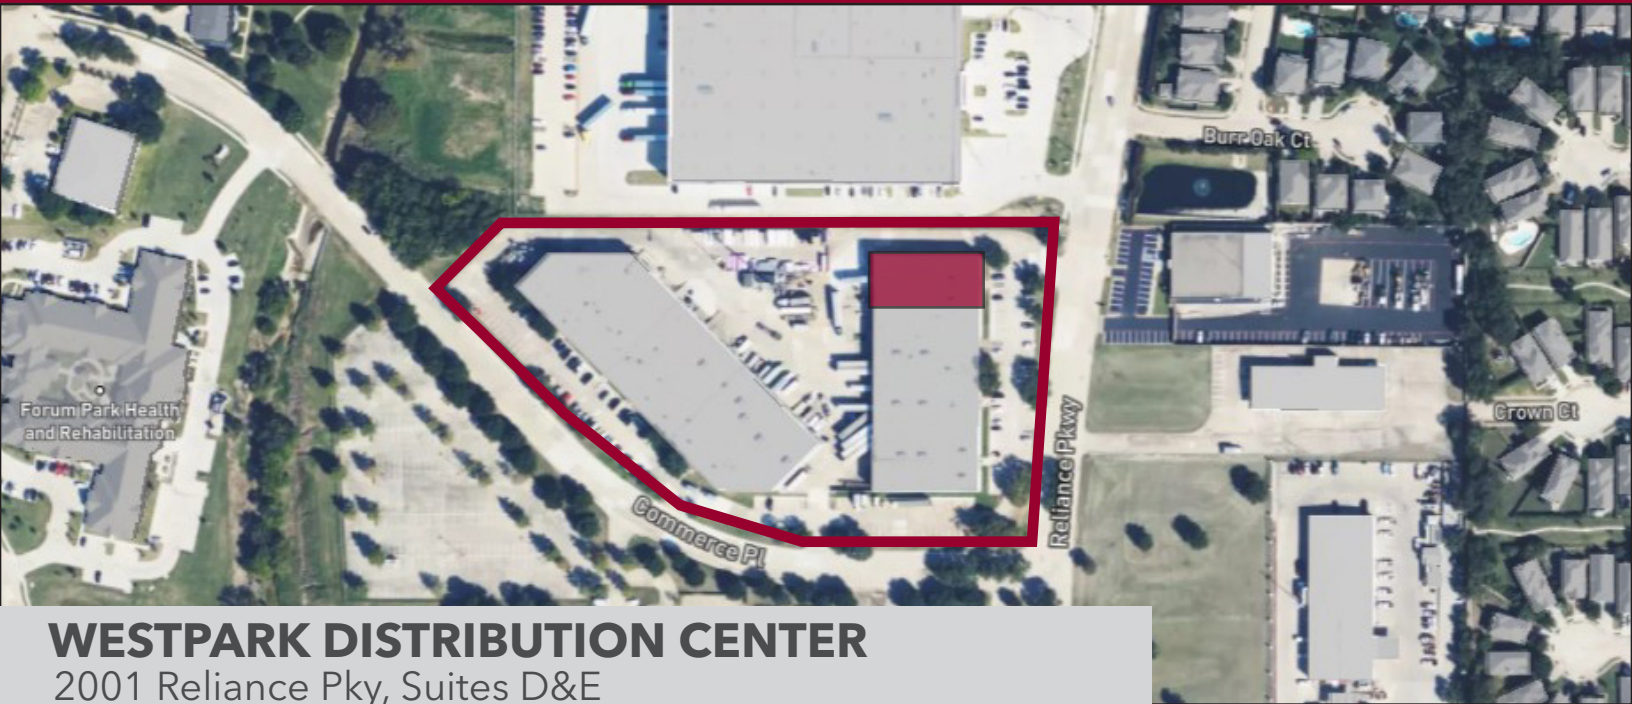 Burr Oak Ct
Forum Park Health
and Rehabilitation
Crown Ct
Reliance Pkwy
Commerce Pl
WESTPARK DISTRIBUTION CENTER
2001 Reliance Pky, Suites D&E